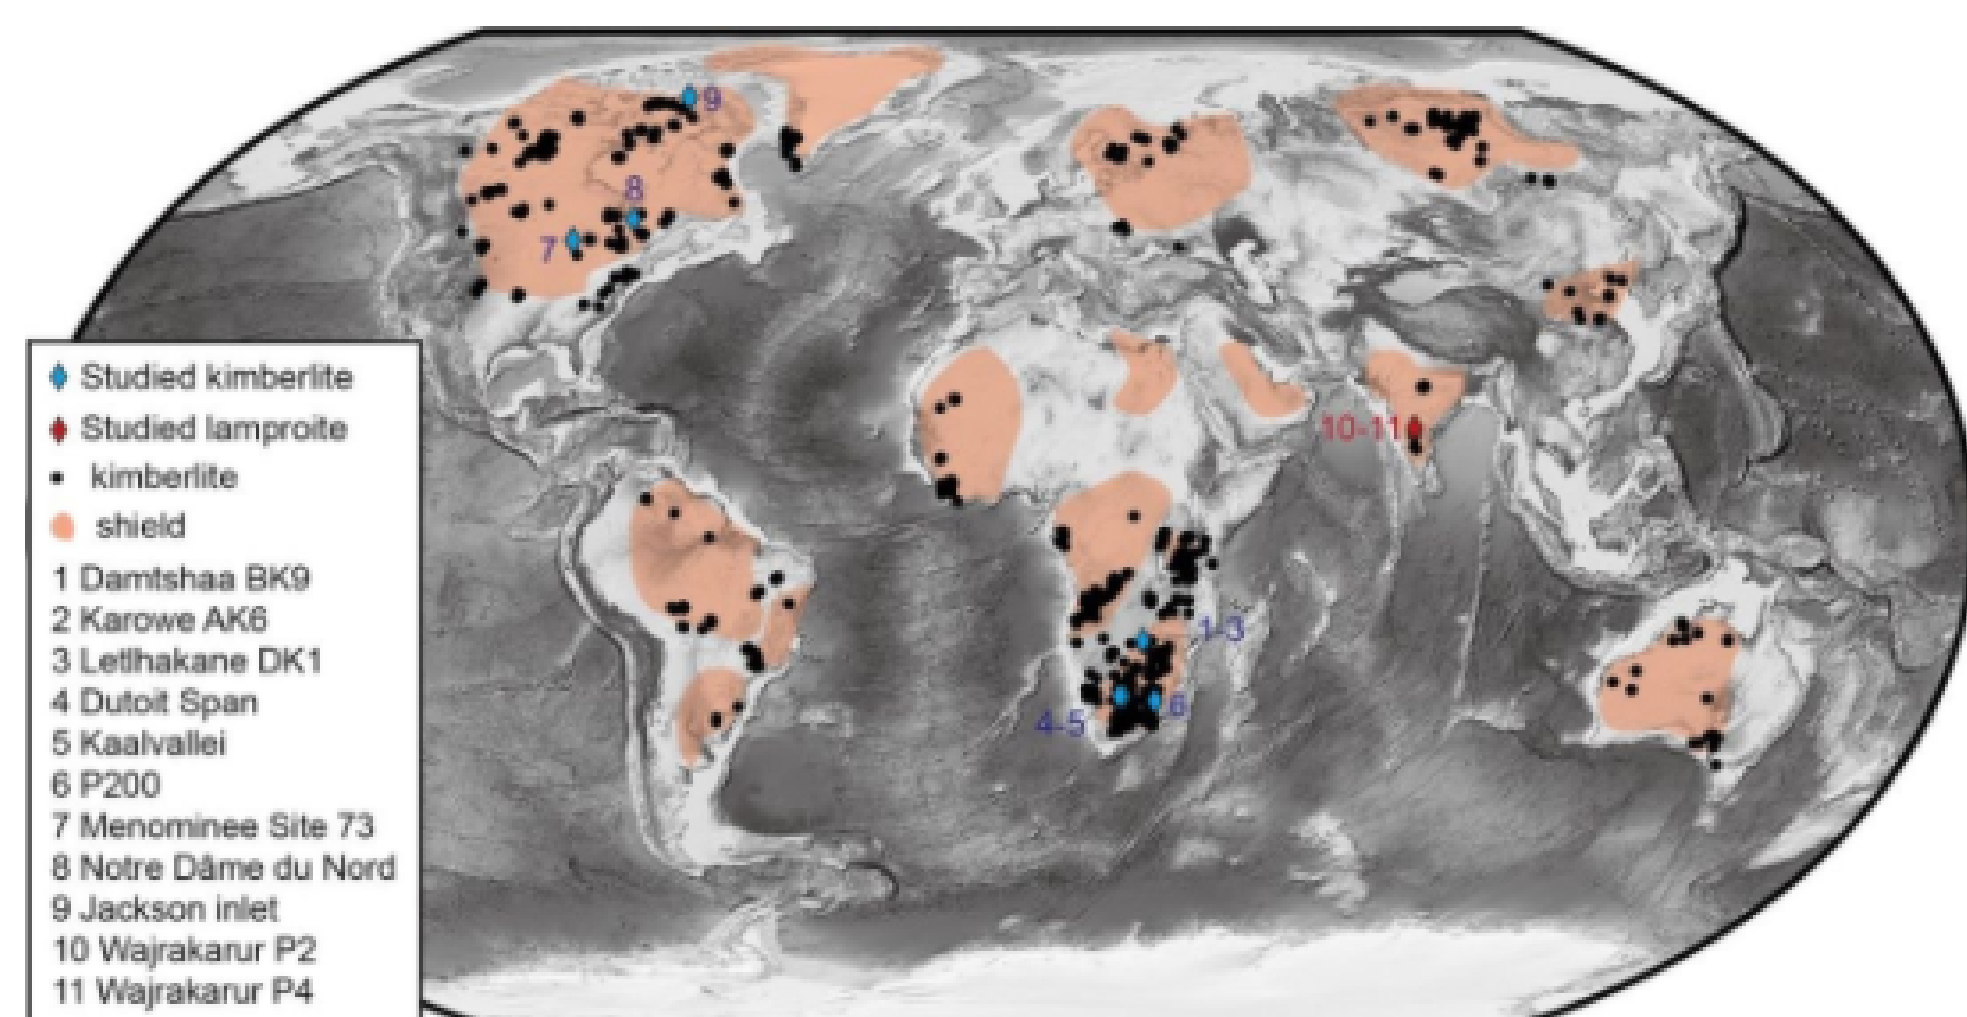 9
8
7
Studied kimberlite
Studied lamproite
kimberlite
shield
1 Damtshaa BK9
2 Karowe AK6
3 Letlhakane DK1
4 Dutoit Span
5 Kaalvallei
6 P200
7 Menominee Site 73
8 Notre Dâme du Nord
9 Jackson inlet
10 Wajrakarur P2
11 Wajrakarur P4
10-11
1-3
4-5
6